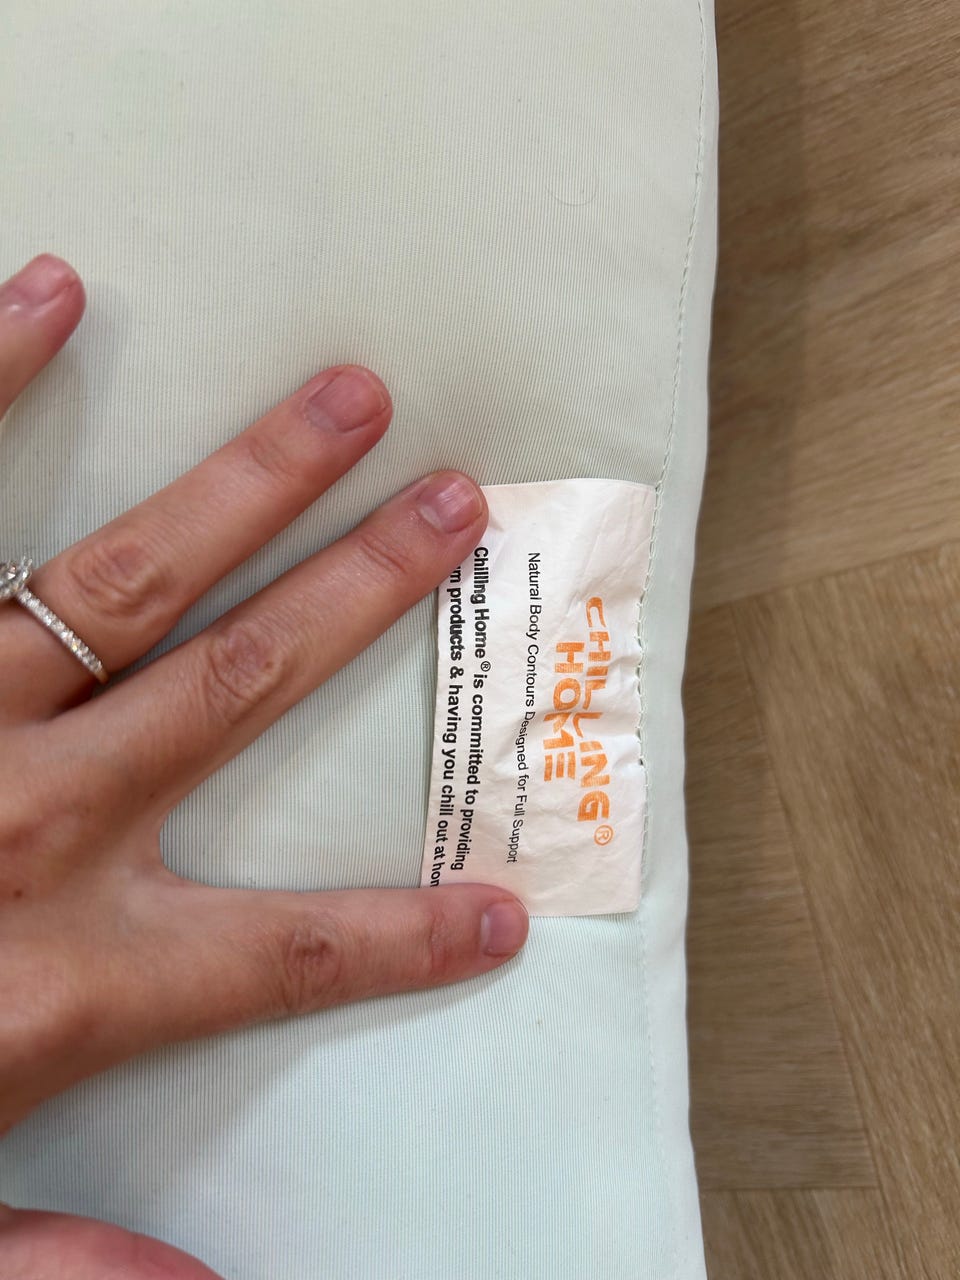 CHILLING
HOME®
Natural Body Contours Designed for Full Support
Chilling Home® is committed to providing
products & having you chill out at